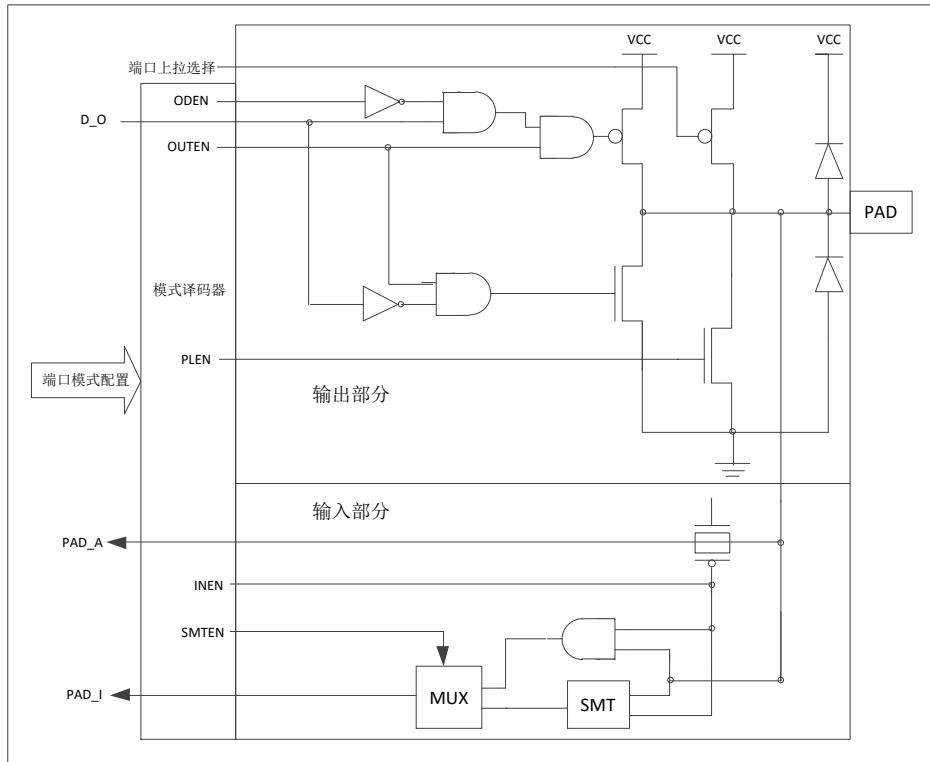 VCC
VCC
VCC
端口上拉选择
ODEN
D_O
OUTEN
PAD
模式译码器
PLEN
端口模式配置
输出部分
输入部分
PAD_A
INEN
SMTEN
PAD_I
MUX
SMT